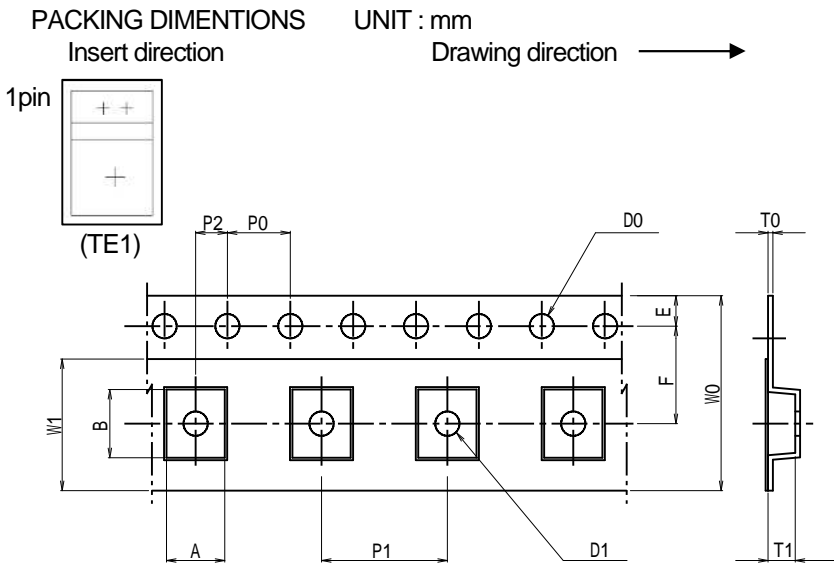 PACKING DIMENTIONS UNIT : mm
Insert direction Drawing direction
1pin
(TE1)
P2 P0 D0 T0
E
F
W0
W1
B
A P1 D1 T1